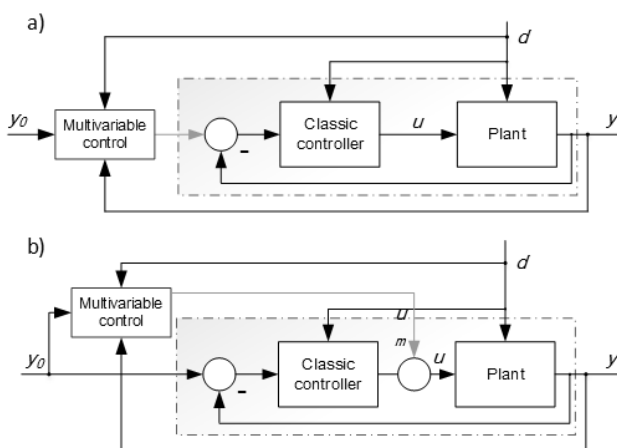 a)
d
y0
Multivariable
control
Classic
controller
u
Plant
y
-
b)
d
Multivariable
control
u
m
y0
Classic
controller
u
Plant
y
-